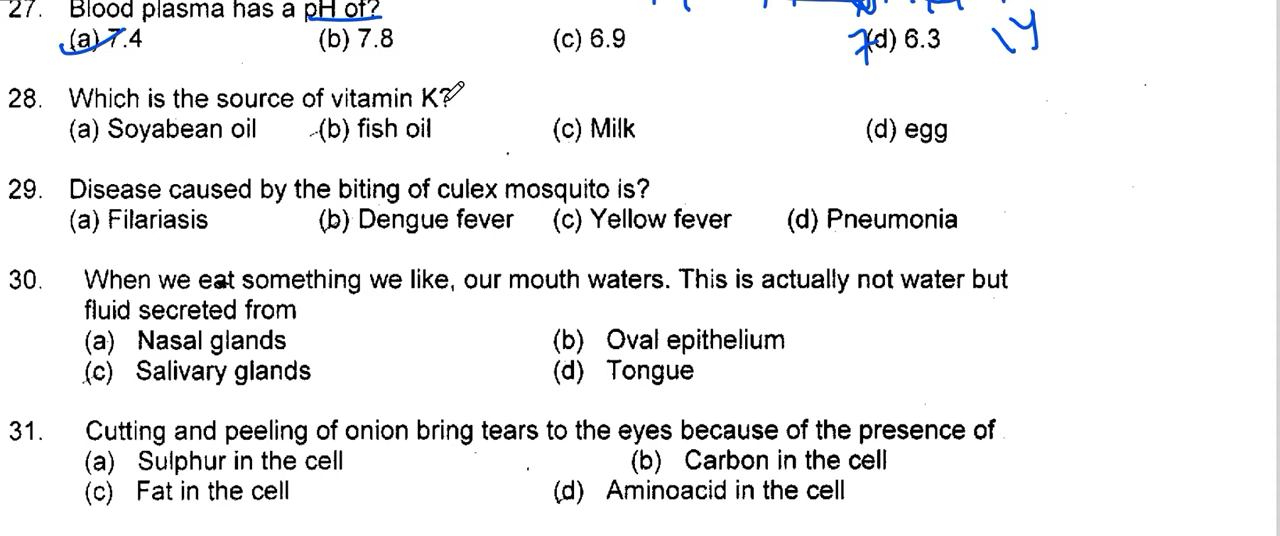 27. Blood plasma has a pH of?
(a) 7.4 (b) 7.8 (c) 6.9 (d) 6.3
28. Which is the source of vitamin K?
(a) Soyabean oil (b) fish oil (c) Milk (d) egg
29. Disease caused by the biting of culex mosquito is?
(a) Filariasis (b) Dengue fever (c) Yellow fever (d) Pneumonia
30. When we eat something we like, our mouth waters. This is actually not water but
fluid secreted from
(a) Nasal glands (b) Oval epithelium
(c) Salivary glands (d) Tongue
31. Cutting and peeling of onion bring tears to the eyes because of the presence of
(a) Sulphur in the cell (b) Carbon in the cell
(c) Fat in the cell (d) Aminoacid in the cell